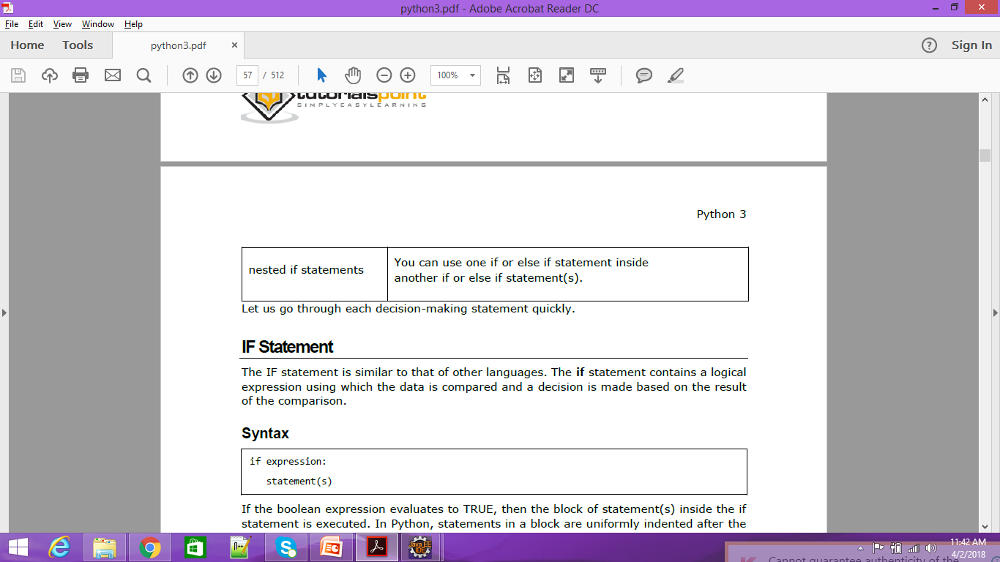 python3.pdf - Adobe Acrobat Reader DC
File Edit View Window Help
Home Tools python3.pdf × ? Sign In
57 / 512 100%
tutorialspoint
SIMPLYEASYLEARNING
Python 3
nested if statements
You can use one if or else if statement inside
another if or else if statement(s).
Let us go through each decision-making statement quickly.
IF Statement
The IF statement is similar to that of other languages. The if statement contains a logical
expression using which the data is compared and a decision is made based on the result
of the comparison.
Syntax
if expression:
statement(s)
If the boolean expression evaluates to TRUE, then the block of statement(s) inside the if
statement is executed. In Python, statements in a block are uniformly indented after the
Java EE
IDE
11:42 AM
4/2/2018
Cannot guarantee authenticity of the